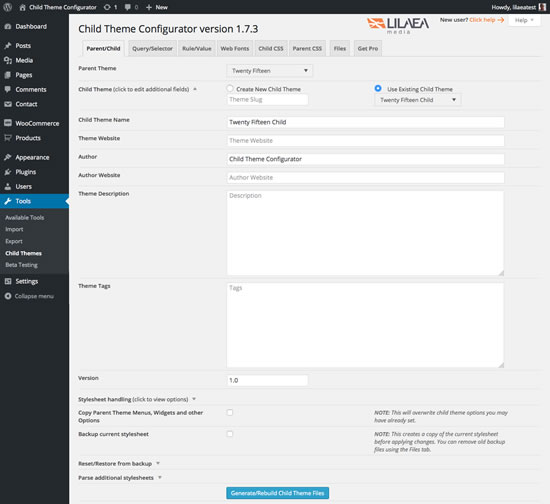 Child Theme Configurator 1 0 + New Howdy, lilaeatest
Dashboard
Posts
Media
Pages
Comments
Contact
WooCommerce
Products
Appearance
Plugins
Users
Tools
Available Tools
Import
Export
Child Themes
Beta Testing
Settings
Collapse menu
Child Theme Configurator version 1.7.3
LILAEA
media
New user? Click help
Help
Parent/Child Query/Selector Rule/Value Web Fonts Child CSS Parent CSS Files Get Pro
Parent Theme Twenty Fifteen
Child Theme (click to edit additional fields) Create New Child Theme Use Existing Child Theme
Theme Slug Twenty Fifteen Child
Child Theme Name Twenty Fifteen Child
Theme Website Theme Website
Author Child Theme Configurator
Author Website Author Website
Theme Description Description
Theme Tags Tags
Version 1.0
Stylesheet handling (click to view options)
Copy Parent Theme Menus, Widgets and other
Options
NOTE: This will overwrite child theme options you may
have already set.
Backup current stylesheet
NOTE: This creates a copy of the current stylesheet
before applying changes. You can remove old backup
files using the Files tab.
Reset/Restore from backup
Parse additional stylesheets
Generate/Rebuild Child Theme Files